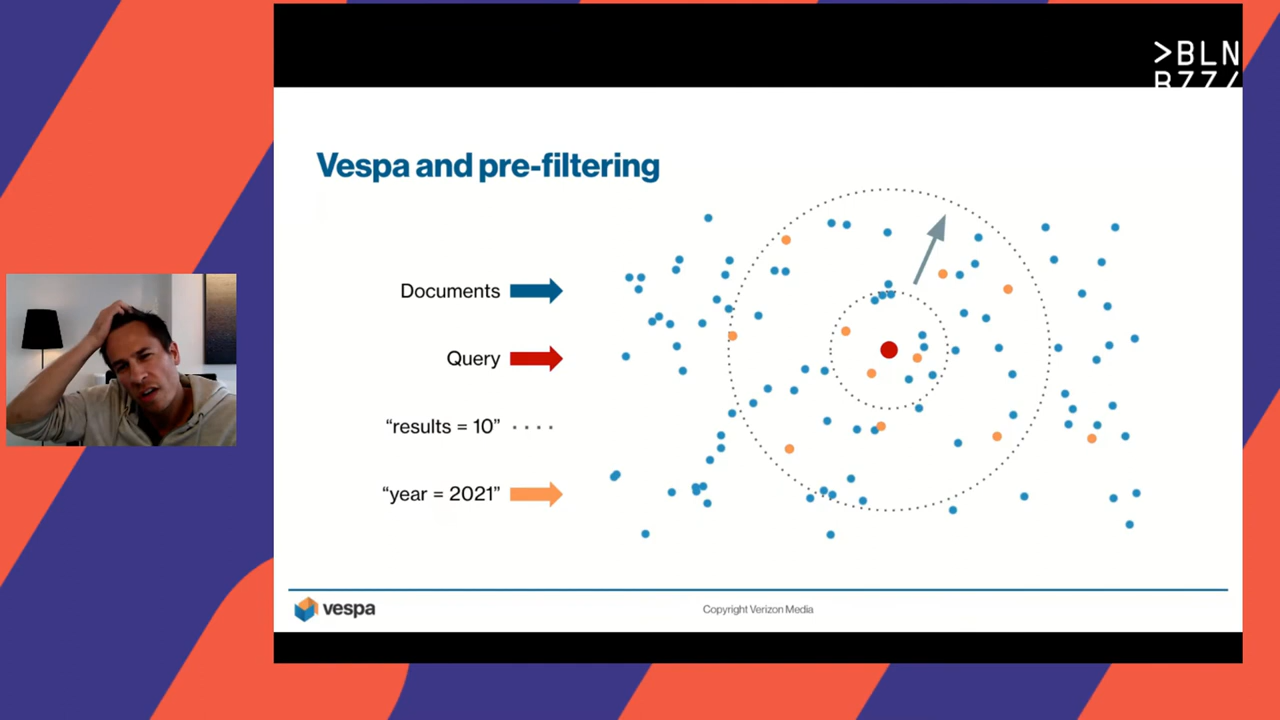 >BLN
Vespa and pre-filtering
Documents
Query
“results = 10”
“year = 2021”
vespa
Copyright Verizon Media